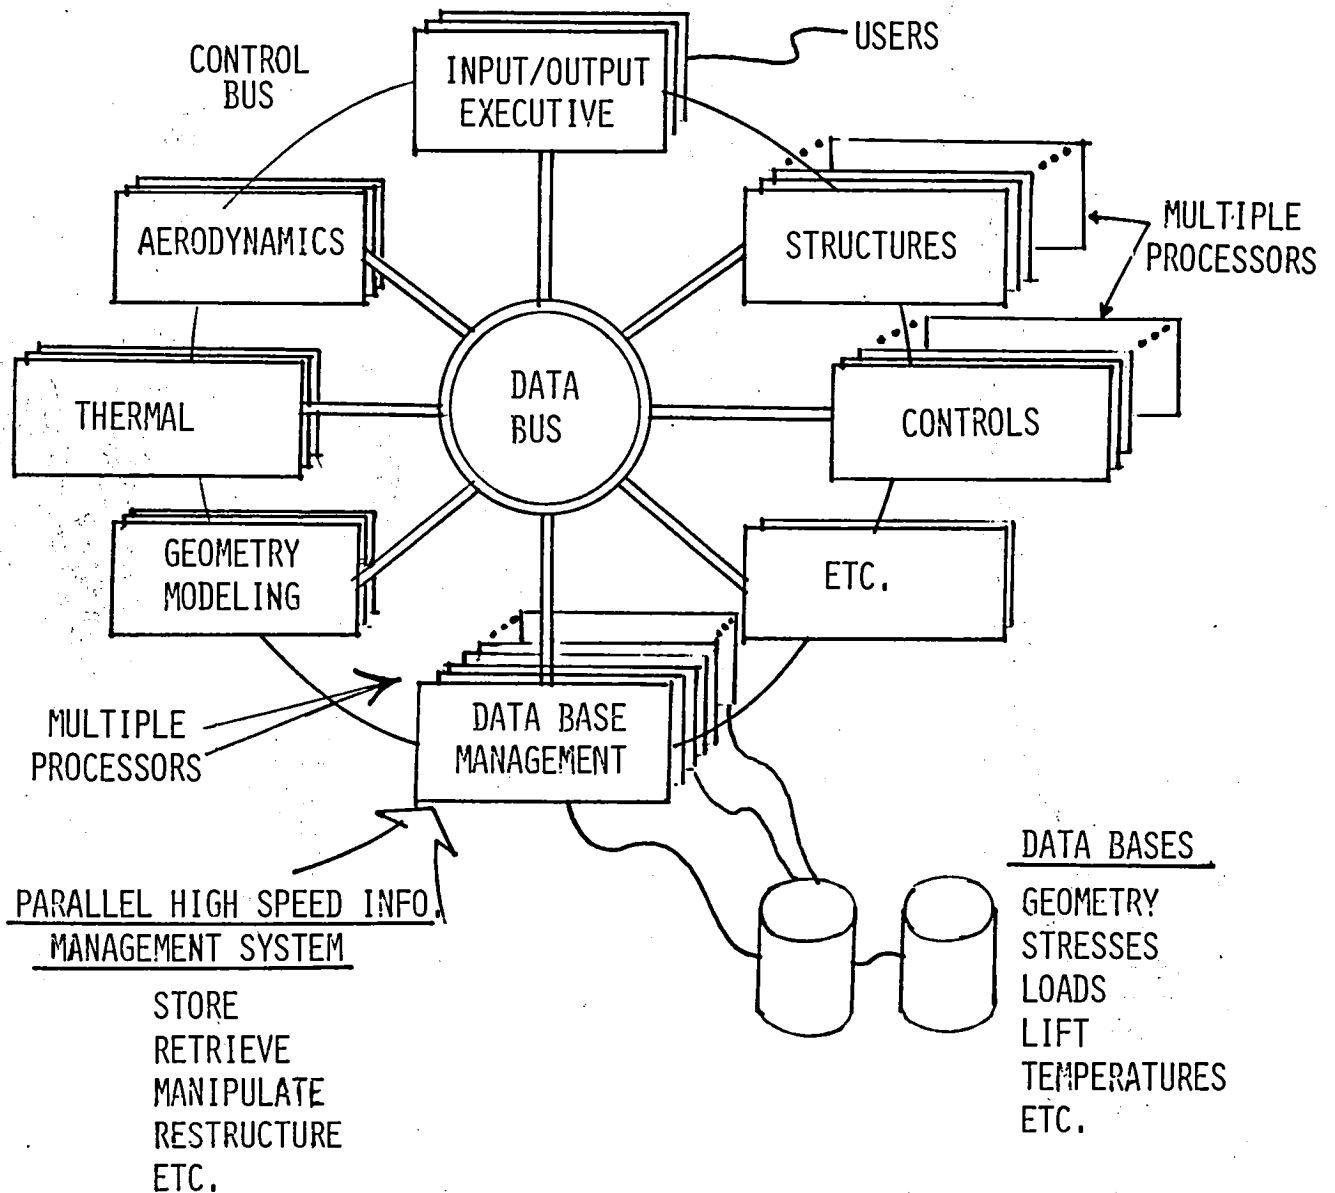 CONTROL
BUS
INPUT/OUTPUT
EXECUTIVE
USERS
AERODYNAMICS
STRUCTURES
MULTIPLE
PROCESSORS
THERMAL
DATA
BUS
CONTROLS
GEOMETRY
MODELING
ETC.
MULTIPLE
PROCESSORS
DATA BASE
MANAGEMENT
PARALLEL HIGH SPEED INFO.
MANAGEMENT SYSTEM
STORE
RETRIEVE
MANIPULATE
RESTRUCTURE
ETC.
DATA BASES
GEOMETRY
STRESSES
LOADS
LIFT
TEMPERATURES
ETC.